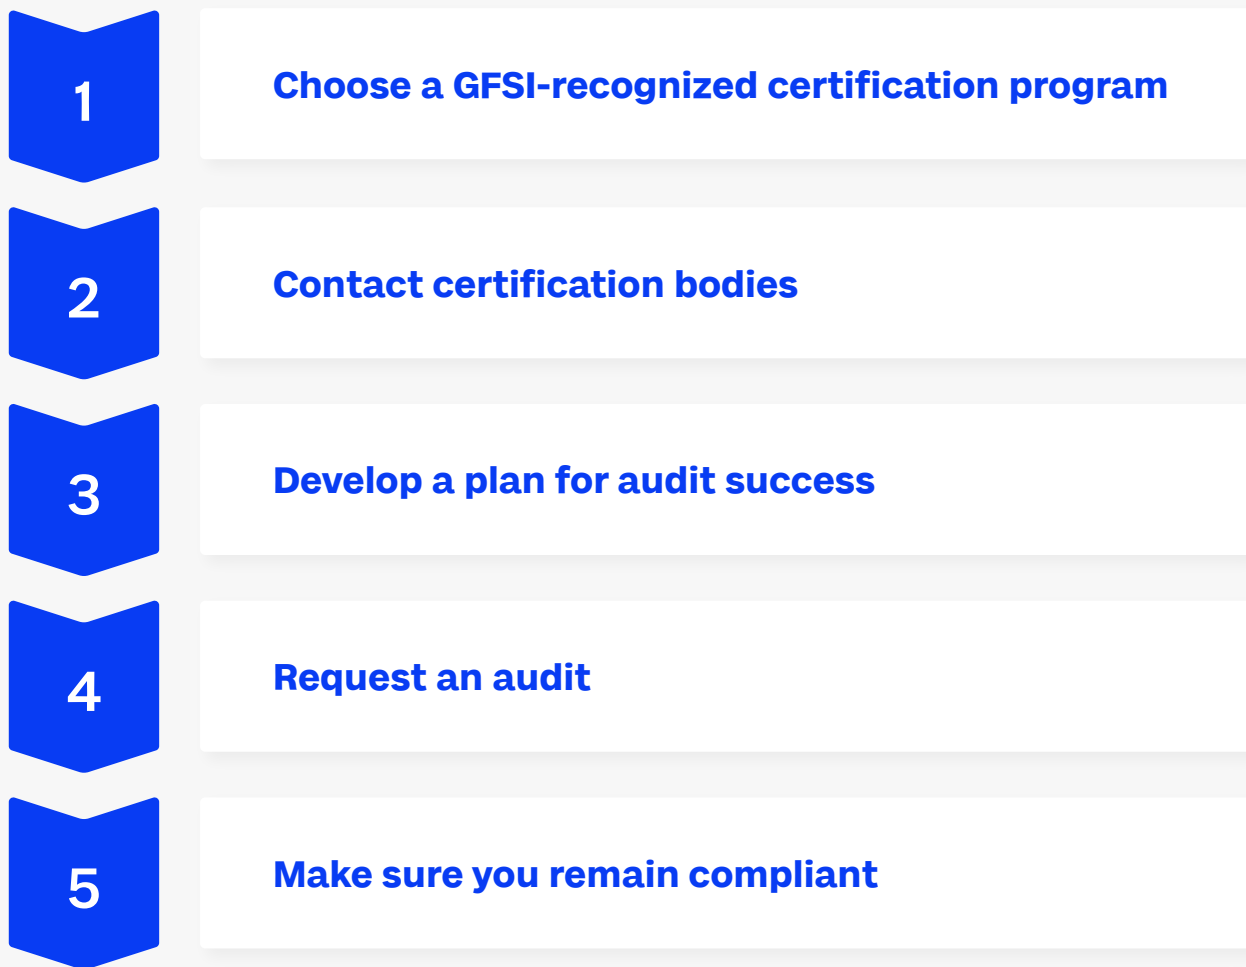 1
Choose a GFSI-recognized certification program
2
Contact certification bodies
3
Develop a plan for audit success
4
Request an audit
5
Make sure you remain compliant